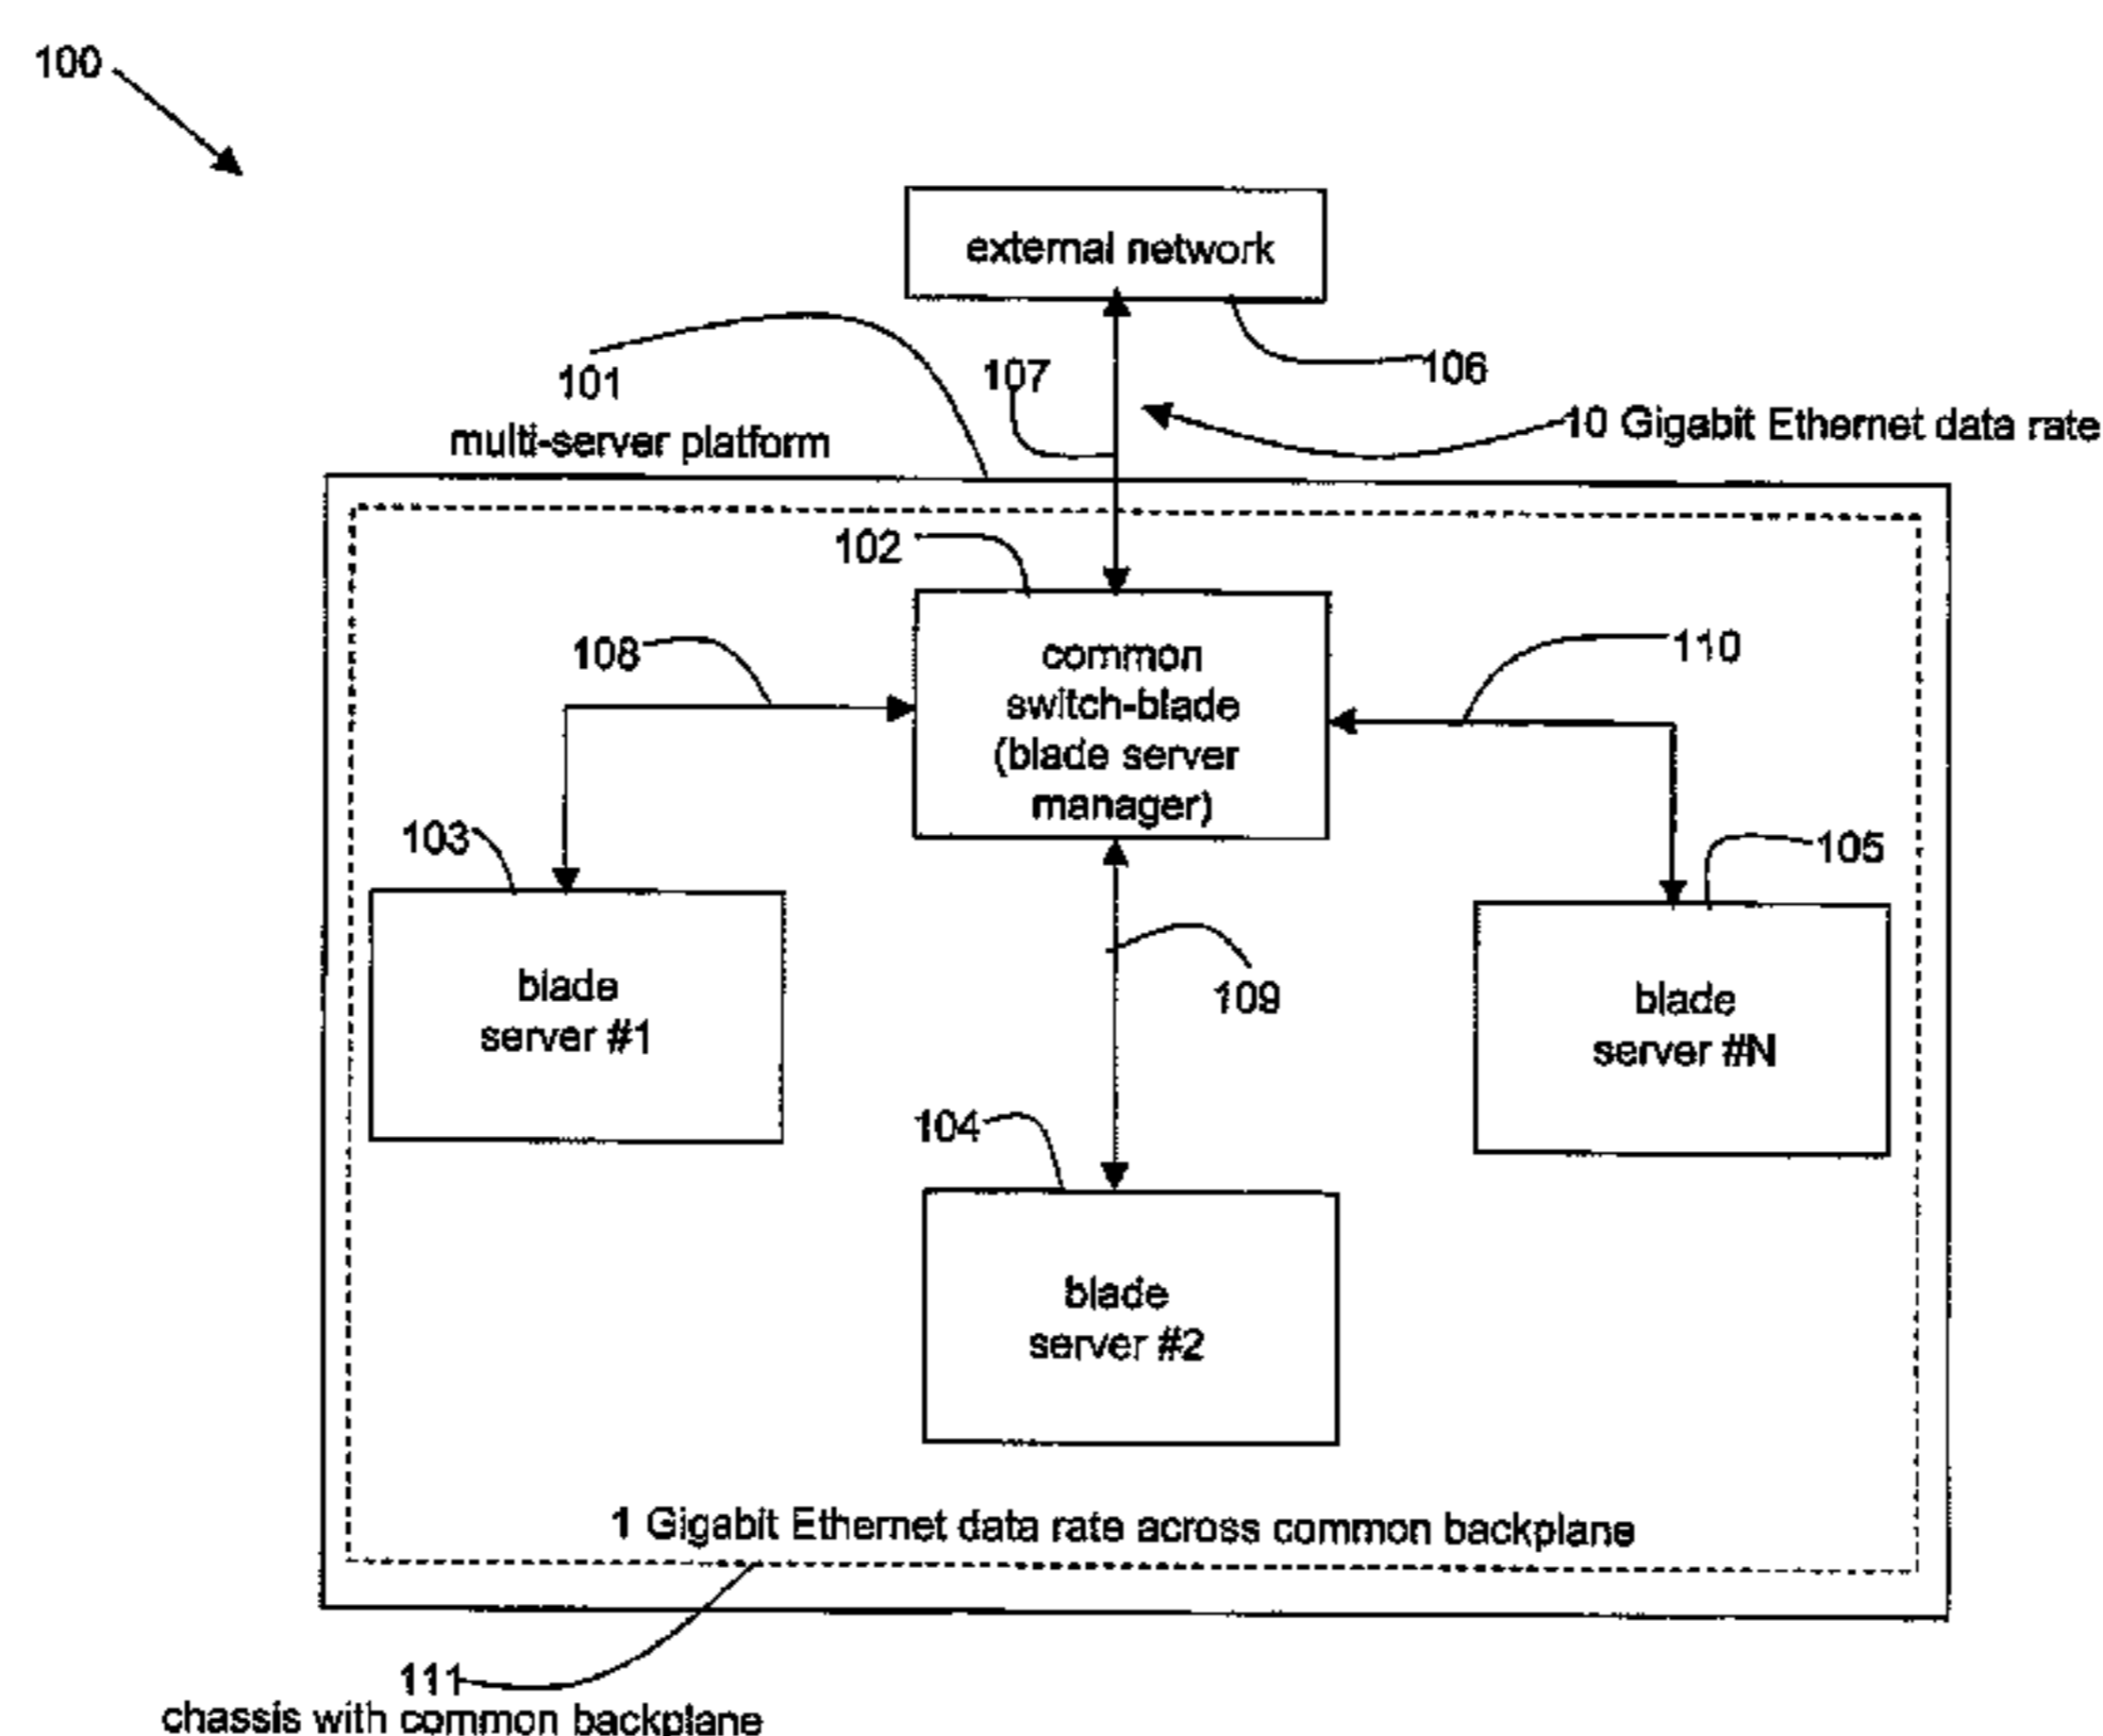 100
external network
101
107
106
multi-server platform
10 Gigabit Ethernet data rate
102
108
common
switch-blade
(blade server
manager)
110
103
105
blade
server #1
109
blade
server #N
104
blade
server #2
1 Gigabit Ethernet data rate across common backplane
111
chassis with common backplane